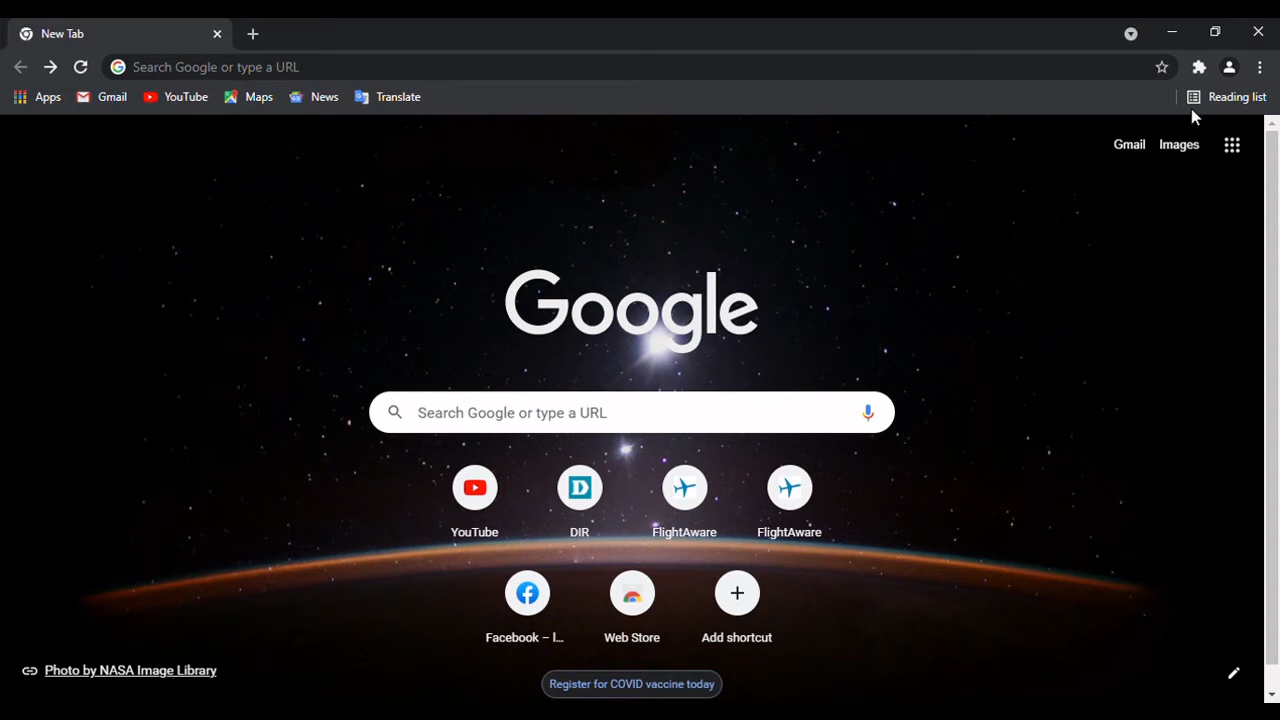 New Tab
Search Google or type a URL
Apps Gmail YouTube Maps News Translate Reading list
Gmail Images
Google
Search Google or type a URL
YouTube DIR FlightAware FlightAware
Facebook – l... Web Store Add shortcut
Photo by NASA Image Library
Register for COVID vaccine today